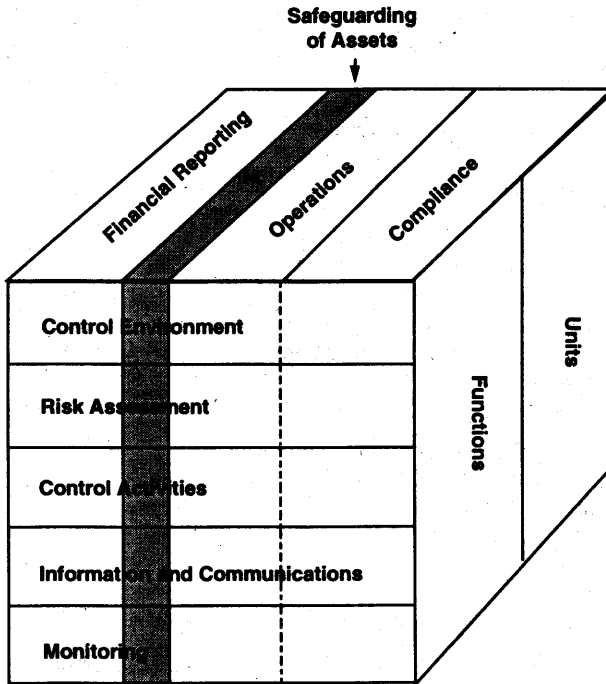 Safeguarding
of Assets
Financial Reporting
Operations
Compliance
Control Environment
Risk Assessment
Control Activities
Information and Communications
Monitoring
Functions
Units